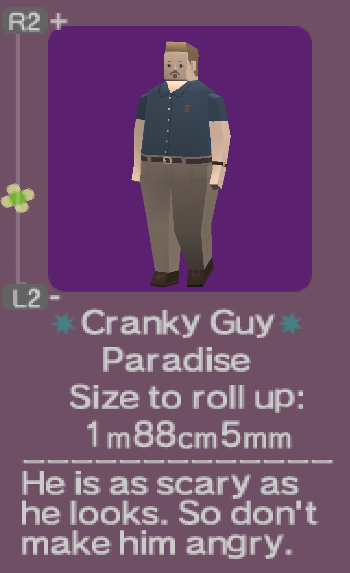 R2 +
L2 -
Cranky Guy
Paradise
Size to roll up:
1m88cm5mm
He is as scary as
he looks. So don't
make him angry.